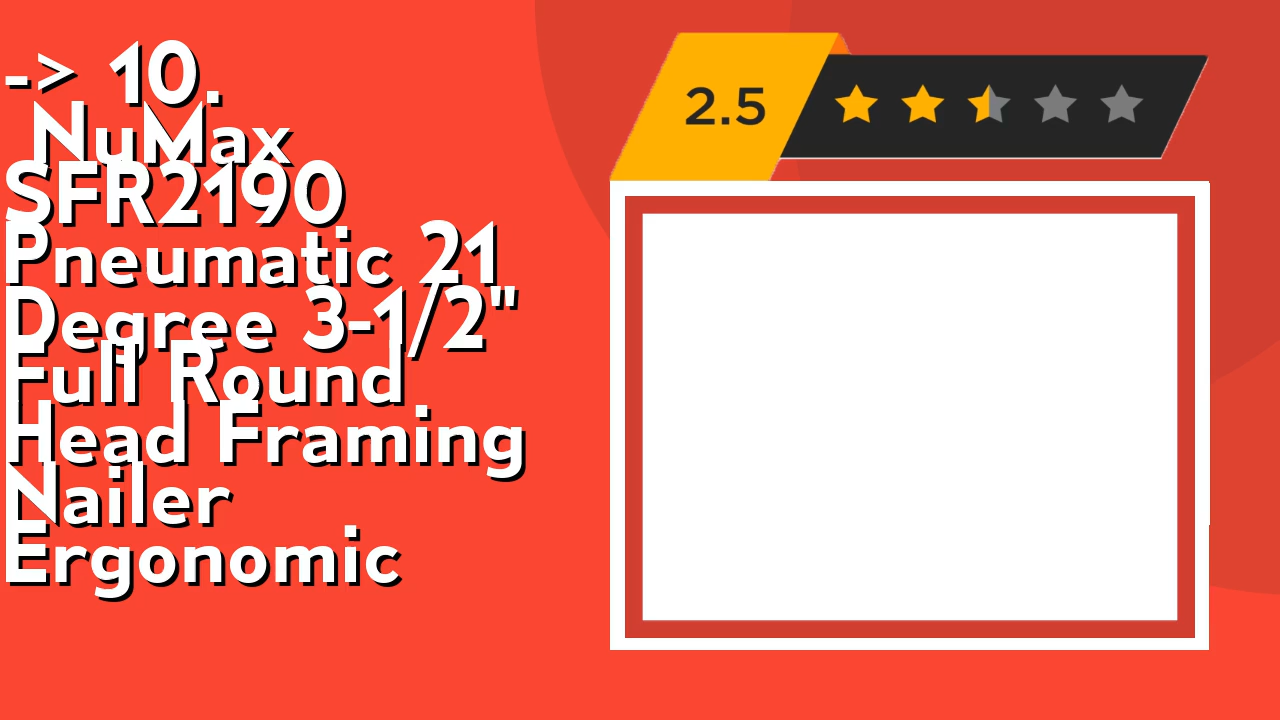 -> 10.
NuMax
SFR2190
Pneumatic 21
Degree 3-1/2"
Full Round
Head Framing
Nailer
Ergonomic
2.5